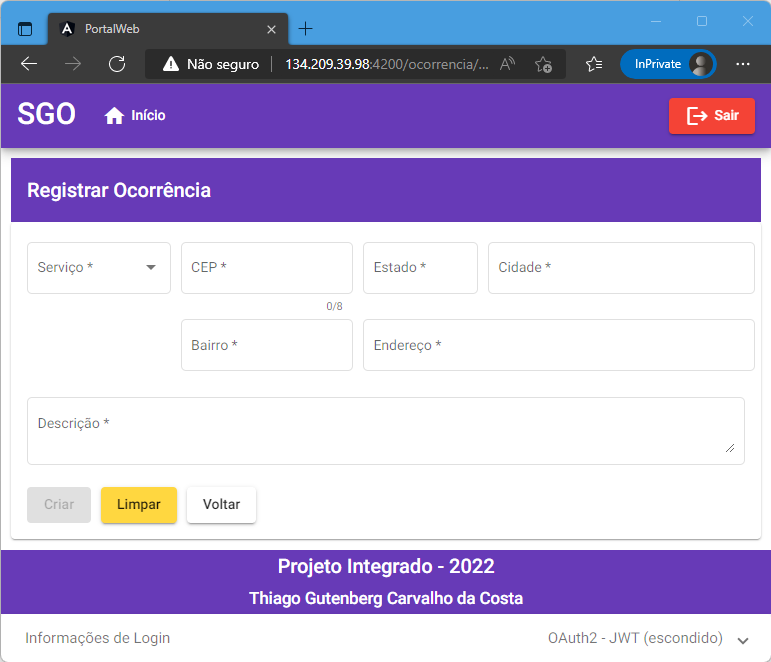 PortalWeb
Não seguro
134.209.39.98:4200/ocorrencia/...
InPrivate
SGO
Início
Sair
Registrar Ocorrência
Serviço *
CEP *
Estado *
Cidade *
0/8
Bairro *
Endereço *
Descrição *
Criar
Limpar
Voltar
Projeto Integrado - 2022
Thiago Gutenberg Carvalho da Costa
Informações de Login
OAuth2 - JWT (escondido)